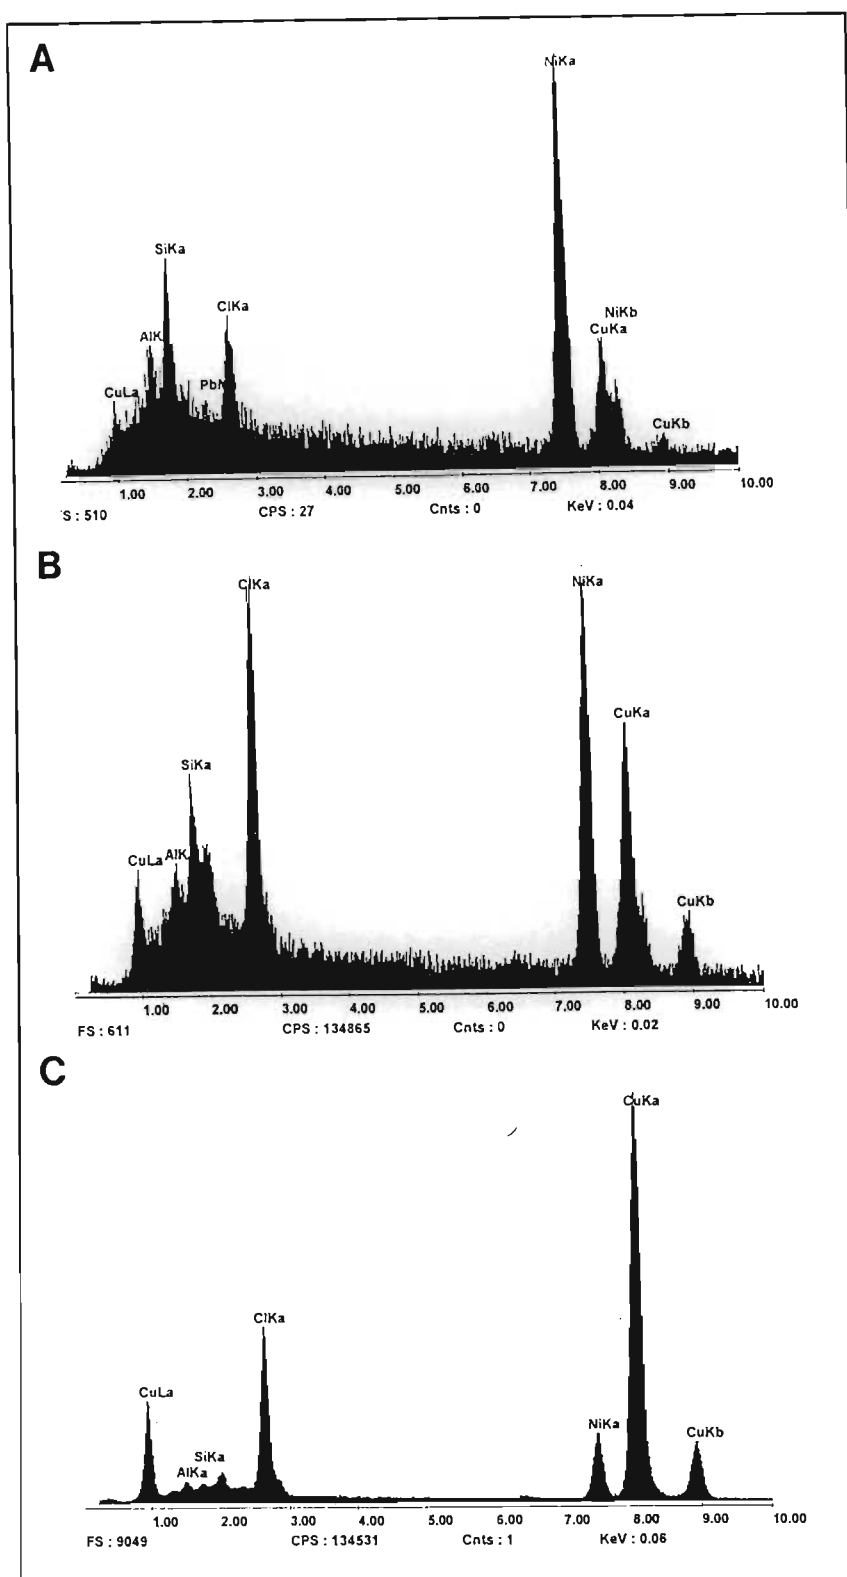 A
NiKa
SiKa
ClKa
NiKb
CuKa
AlK
PbM
CuLa
CuKb
1.00 2.00 3.00 4.00 5.00 6.00 7.00 8.00 9.00 10.00
S : 510 CPS : 27 Cnts : 0 KeV : 0.04
B
ClKa NiKa
CuKa
SiKa
CuLa AlK
CuKb
1.00 2.00 3.00 4.00 5.00 6.00 7.00 8.00 9.00 10.00
FS : 611 CPS : 134865 Cnts : 0 KeV : 0.02
C
CuKa
ClKa
CuLa
NiKa
CuKb
SiKa
AlKa
1.00 2.00 3.00 4.00 5.00 6.00 7.00 8.00 9.00 10.00
FS : 9049 CPS : 134531 Cnts : 1 KeV : 0.06